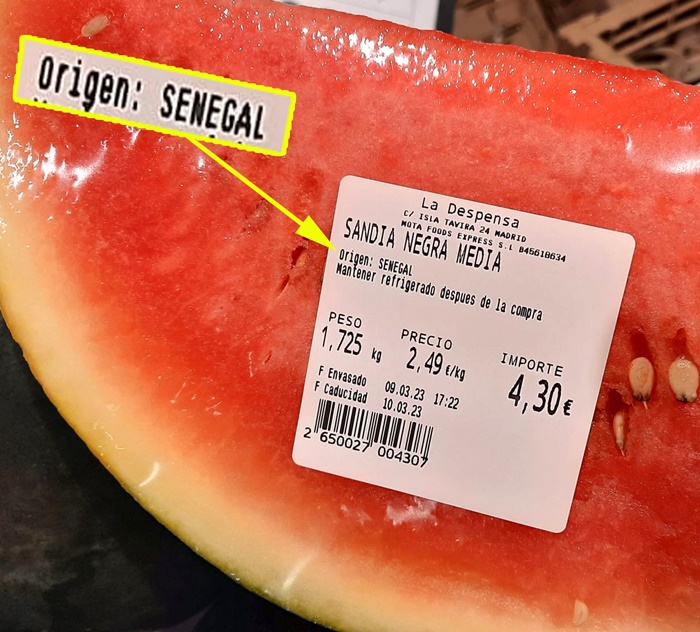 Origen: SENEGAL
La Despensa
C/ ISLA TAVIRA 24 MADRID
MOTA FOODS EXPRESS S.L B45618634
SANDIA NEGRA MEDIA
Origen: SENEGAL
Mantener refrigerado despues de la compra
PESO PRECIO IMPORTE
1,725 kg 2,49 €/kg 4,30 €
F Envasado 09.03.23 17:22
F Caducidad 10.03.23
2 650027 004307